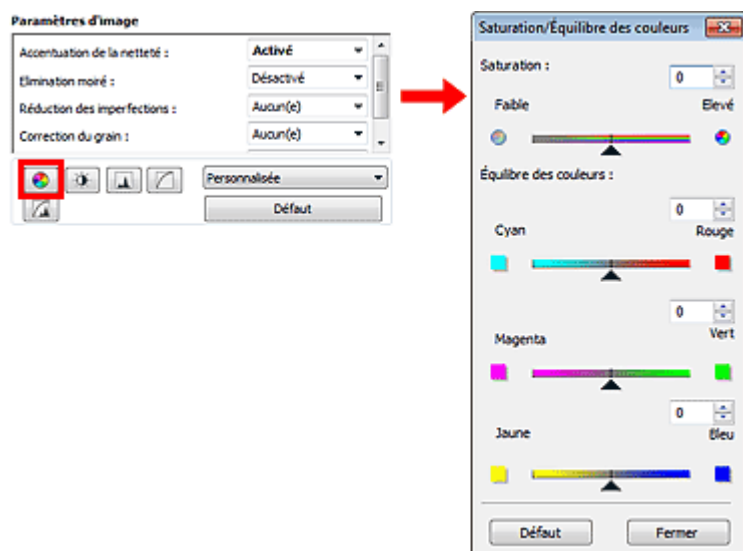 Paramètres d'image
Accentuation de la netteté : Activé
Elimination moiré : Désactivé
Réduction des imperfections : Aucun(e)
Correction du grain : Aucun(e)
Personnalisée
Défaut
Saturation/Équilibre des couleurs
Saturation : 0
Faible Elevé
Équilibre des couleurs :
0
Cyan Rouge
0
Magenta Vert
0
Jaune Bleu
Défaut Fermer